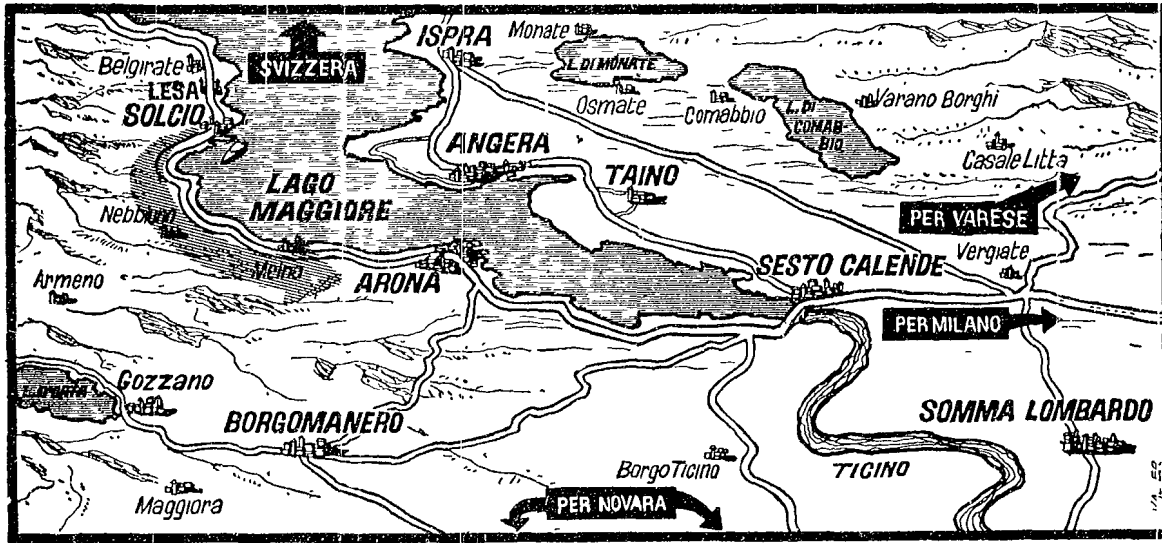 ISPRA
Monate
Belgirate
SVIZZERA
L. DI MONATE
LESA
Osmate
Comabbio
L. DI
COMAB-
BIO
Varano Borghi
SOLCIO
Casale Litta
ANGERA
LAGO
MAGGIORE
TAINO
PER VARESE
Nebbiuno
Vergiate
Meina
SESTO CALENDE
Armeno
ARONA
PER MILANO
Gozzano
BORGOMANERO
SOMMA LOMBARDO
Borgo Ticino
TICINO
Maggiora
PER NOVARA